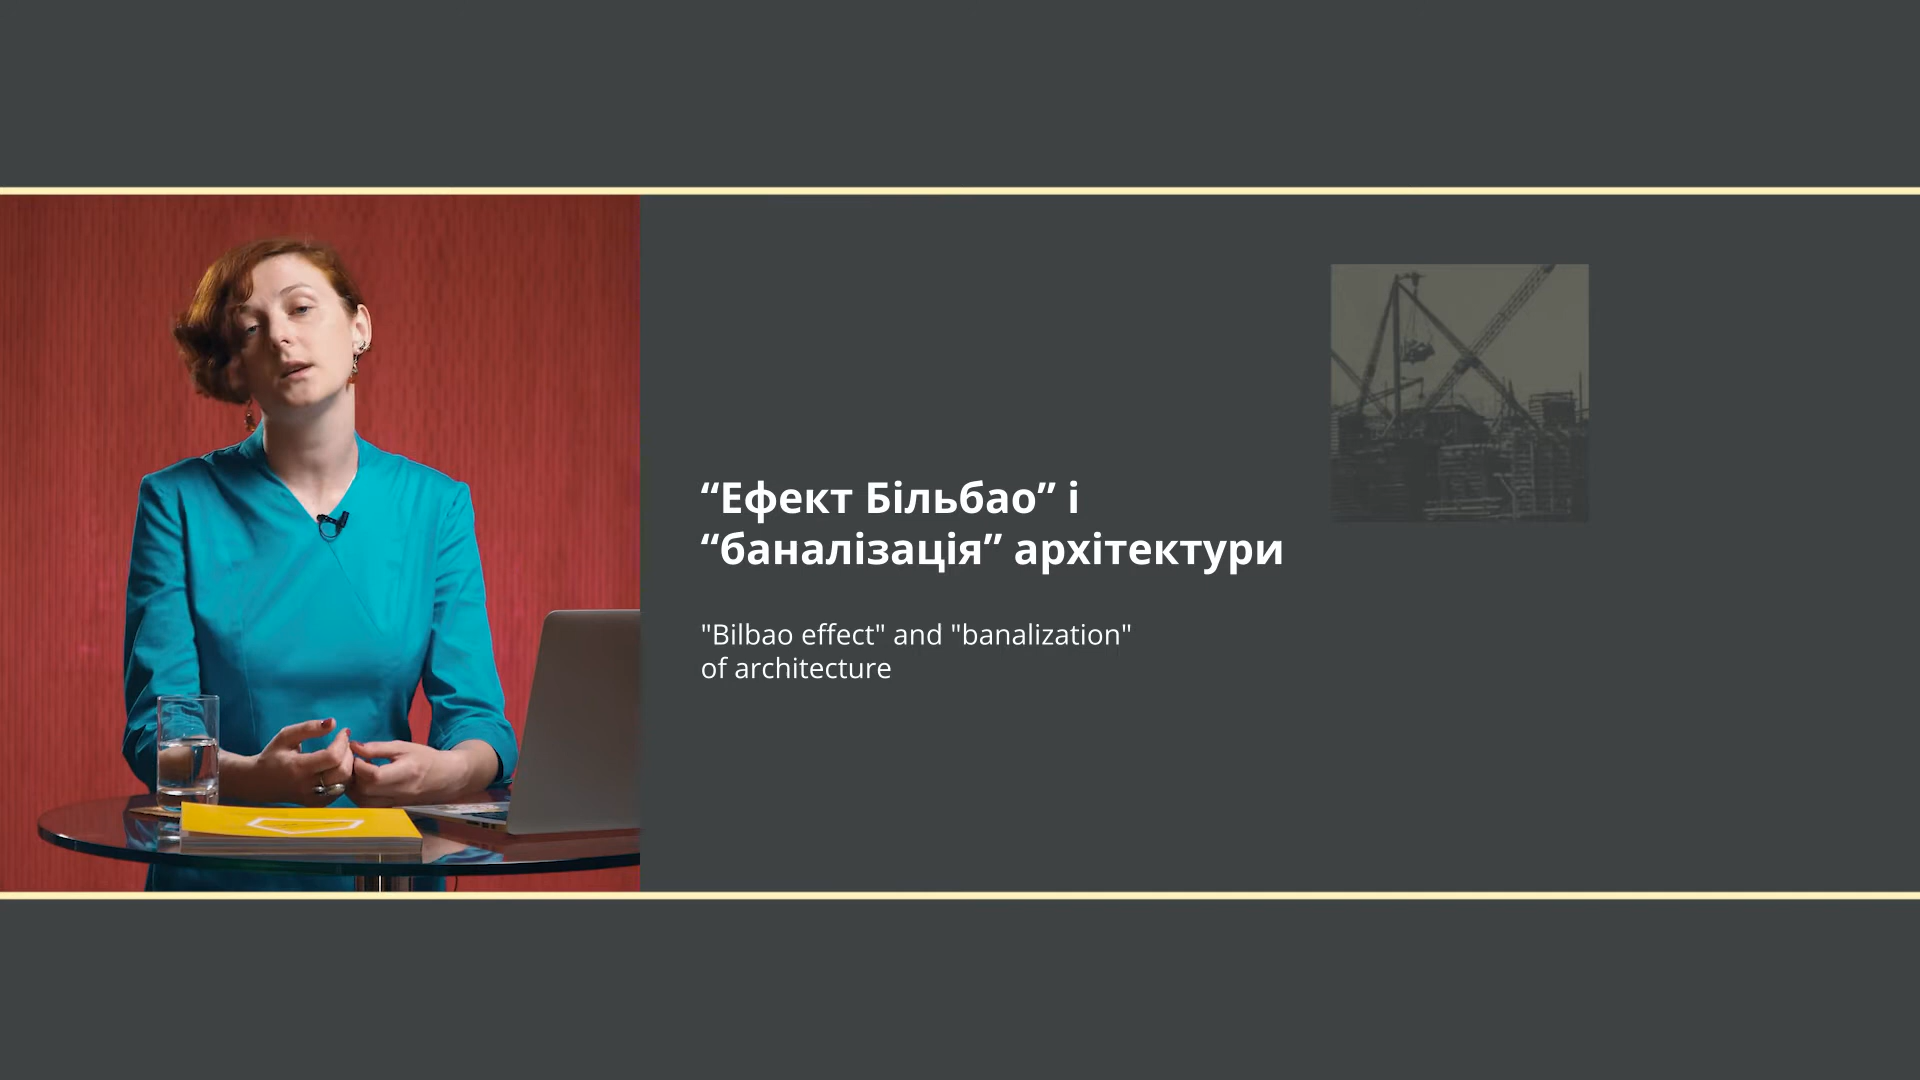 “Ефект Більбао” і
“баналізація” архітектури
"Bilbao effect" and "banalization"
of architecture